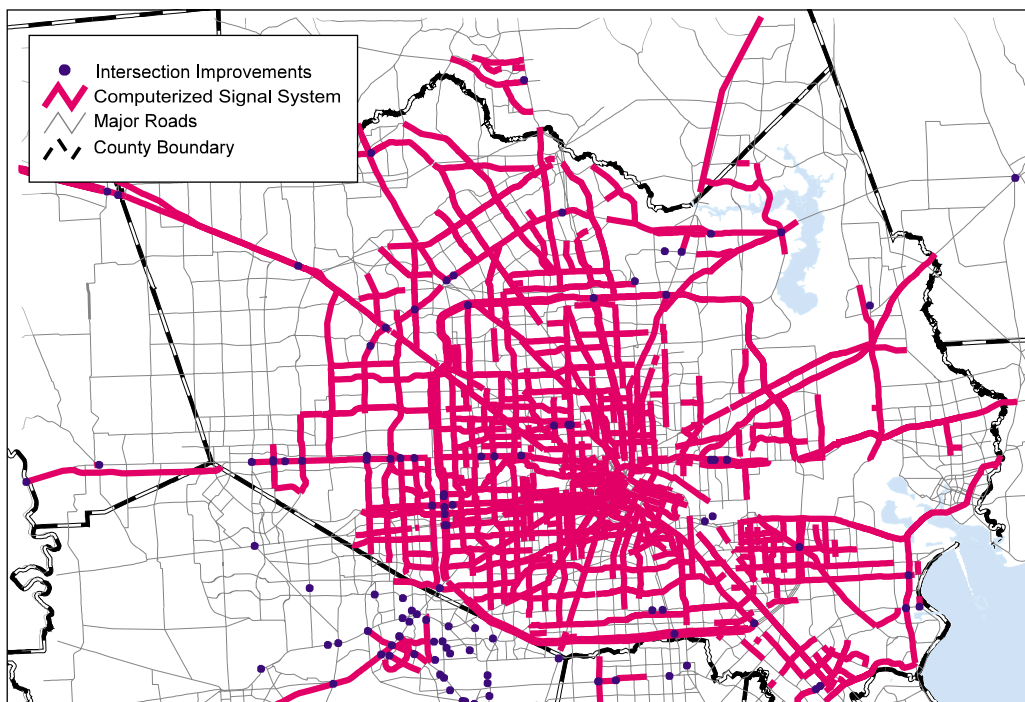 Intersection Improvements
Computerized Signal System
Major Roads
County Boundary